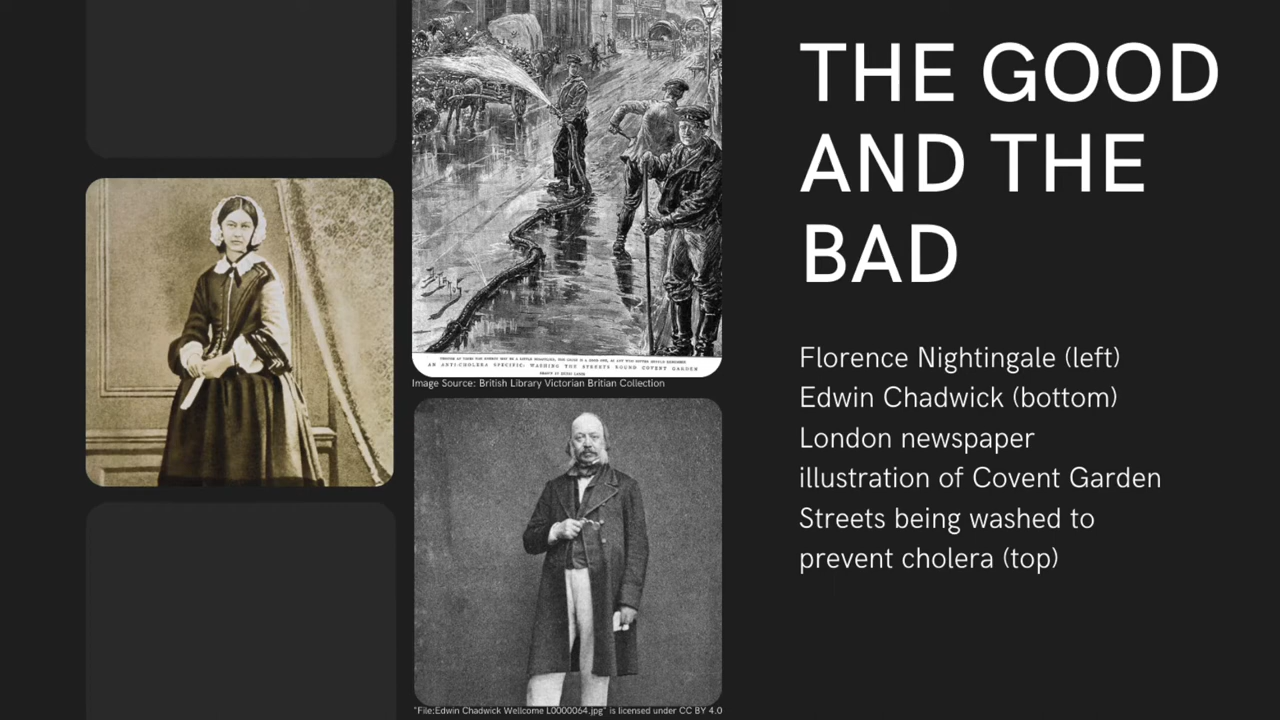 THE GOOD
AND THE
BAD
Florence Nightingale (left)
Edwin Chadwick (bottom)
London newspaper
illustration of Covent Garden
Streets being washed to
prevent cholera (top)
AN ANTI-CHOLERA SPECIFIC: WASHING THE STREETS ROUND COVENT GARDEN
Image Source: British Library Victorian Britian Collection
"File:Edwin Chadwick Wellcome L0000064.jpg" is licensed under CC BY 4.0